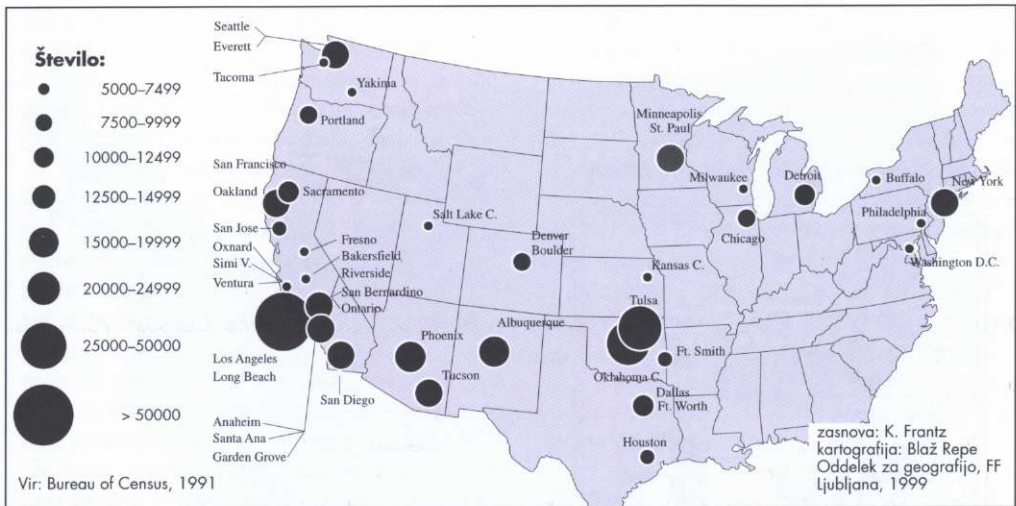 Število:
5000–7499
7500–9999
10000–12499
12500–14999
15000–19999
20000–24999
25000–50000
> 50000
Vir: Bureau of Census, 1991
Seattle
Everett
Tacoma
Yakima
Portland
San Francisco
Oakland
Sacramento
San Jose
Oxnard
Simi V.
Ventura
Fresno
Bakersfield
Riverside
San Bernardino
Ontario
Los Angeles
Long Beach
San Diego
Anaheim
Santa Ana
Garden Grove
Salt Lake C.
Denver
Boulder
Phoenix
Tucson
Albuquerque
Minneapolis
St. Paul
Milwaukee
Chicago
Detroit
Buffalo
New York
Philadelphia
Washington D.C.
Kansas C.
Tulsa
Oklahoma C.
Ft. Smith
Dallas
Ft. Worth
Houston
zasnova: K. Frantz
kartografija: Blaž Repe
Oddelek za geografijo, FF
Ljubljana, 1999